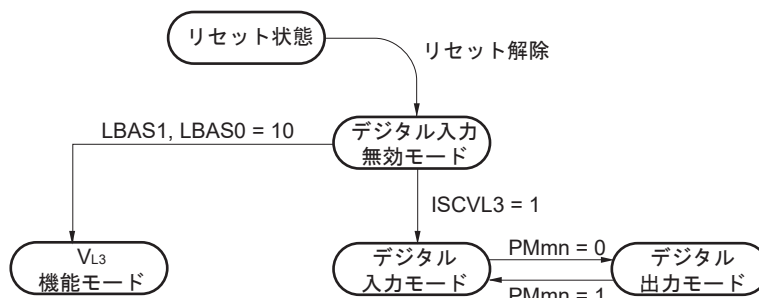 リセット状態
リセット解除
LBAS1, LBAS0 = 10
デジタル入力
無効モード
ISCVL3 = 1
VL3
機能モード
デジタル
入力モード
PMmn = 0
デジタル
出力モード
PMmn = 1